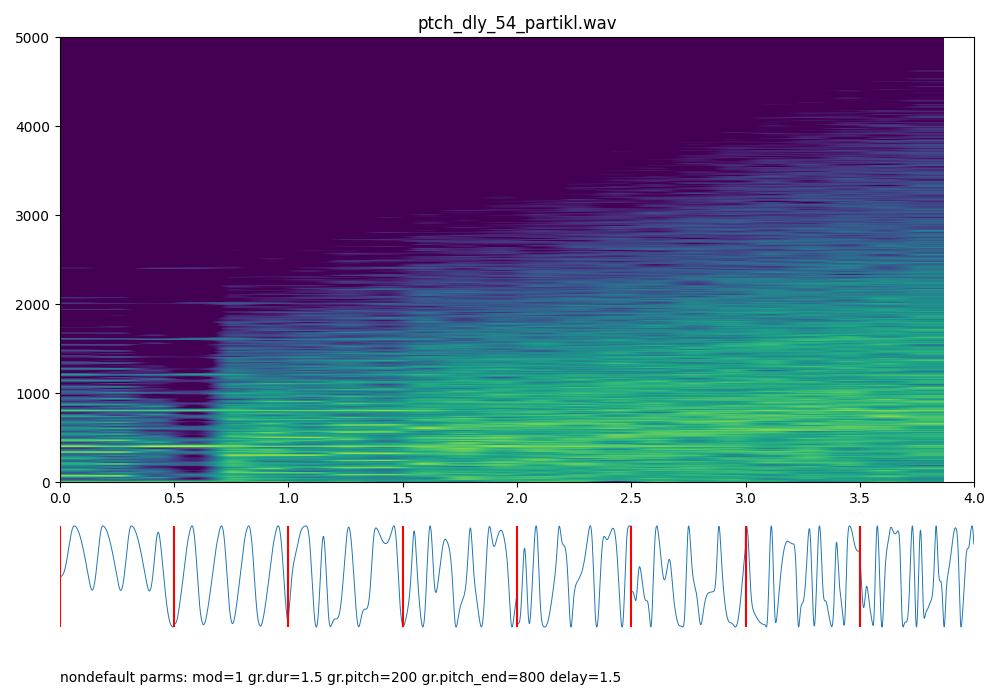 ptch_dly_54_partikl.wav
5000
4000
3000
2000
1000
0
0.0 0.5 1.0 1.5 2.0 2.5 3.0 3.5 4.0
nondefault parms: mod=1 gr.dur=1.5 gr.pitch=200 gr.pitch_end=800 delay=1.5